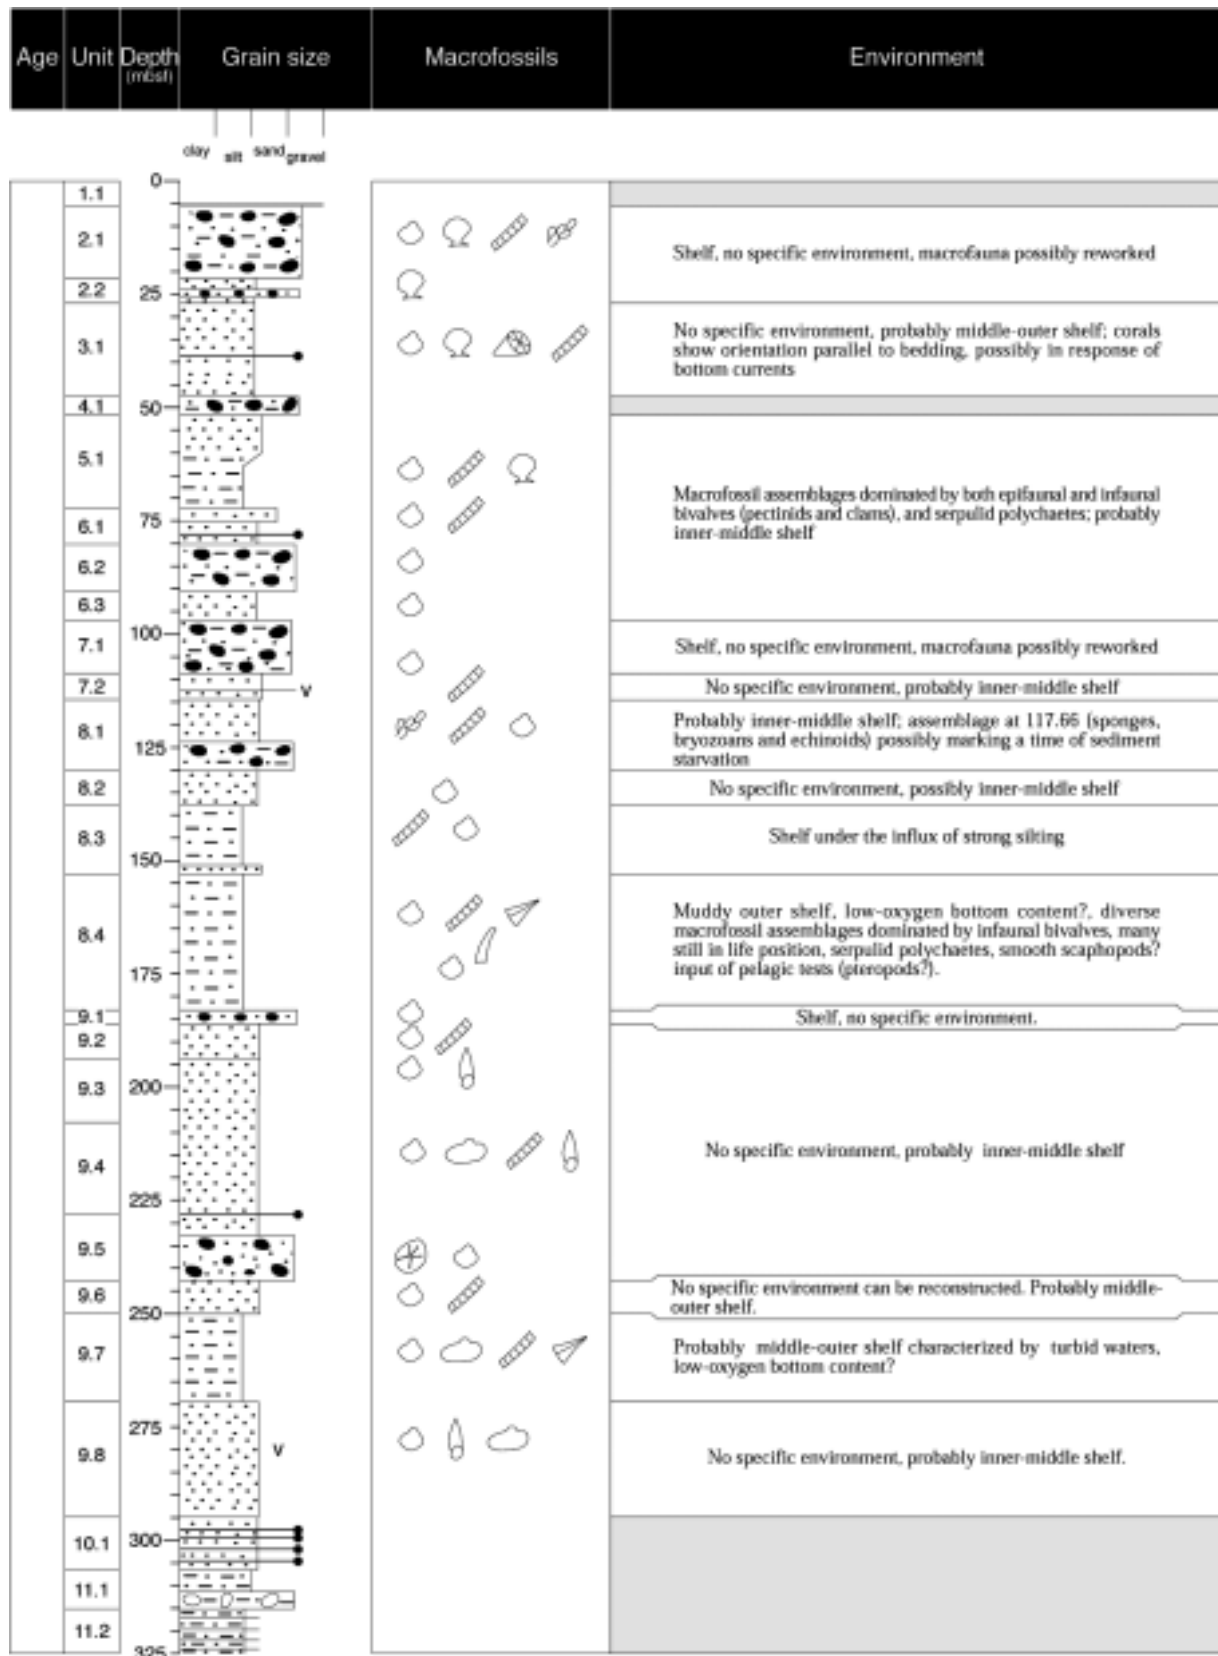 Age Unit Depth Grain size Macrofossils Environment
(mbsf)
clay silt sand gravel
0
1.1
2.1
Shelf, no specific environment, macrofauna possibly reworked
2.2
25
3.1
No specific environment, probably middle-outer shelf; corals
show orientation parallel to bedding, possibly in response of
bottom currents
4.1
50
5.1
Macrofossil assemblages dominated by both epifaunal and infaunal
bivalves (pectinids and clams), and serpulid polychaetes; probably
inner-middle shelf
75
6.1
6.2
6.3
100
7.1
Shelf, no specific environment, macrofauna possibly reworked
7.2
V
No specific environment, probably inner-middle shelf
8.1
Probably inner-middle shelf; assemblage at 117.66 (sponges,
bryozoans and echinoids) possibly marking a time of sediment
starvation
125
8.2
No specific environment, possibly inner-middle shelf
8.3
Shelf under the influx of strong silting
150
8.4
Muddy outer shelf, low-oxygen bottom content?, diverse
macrofossil assemblages dominated by infaunal bivalves, many
still in life position, serpulid polychaetes, smooth scaphopods?
input of pelagic tests (pteropods?).
175
9.1
Shelf, no specific environment.
9.2
9.3
200
9.4
No specific environment, probably inner-middle shelf
225
9.5
9.6
No specific environment can be reconstructed. Probably middle-
outer shelf.
250
9.7
Probably middle-outer shelf characterized by turbid waters,
low-oxygen bottom content?
275
9.8
V
No specific environment, probably inner-middle shelf.
300
10.1
11.1
11.2
325